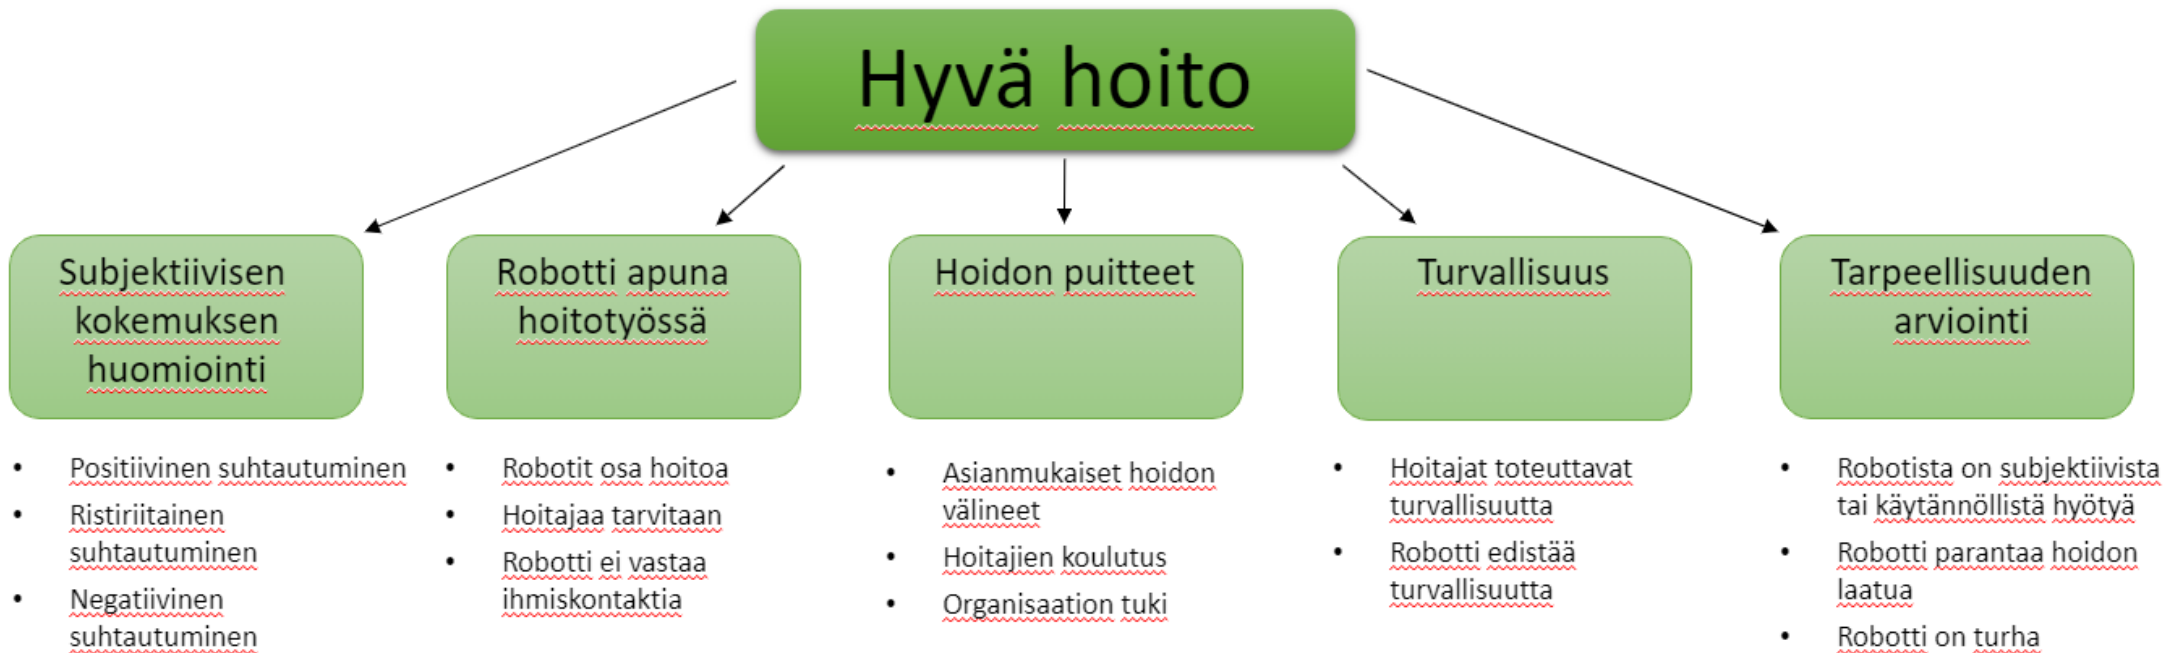 Hyvä hoito
Subjektiivisen
kokemuksen
huomiointi
Robotti apuna
hoitotyössä
Hoidon puitteet
Turvallisuus
Tarpeellisuuden
arviointi
• Positiivinen suhtautuminen
• Ristiriitainen
suhtautuminen
• Negatiivinen
suhtautuminen
• Robotit osa hoitoa
• Hoitajaa tarvitaan
• Robotti ei vastaa
ihmiskontaktia
• Asianmukaiset hoidon
välineet
• Hoitajien koulutus
• Organisaation tuki
• Hoitajat toteuttavat
turvallisuutta
• Robotti edistää
turvallisuutta
• Robotista on subjektiivista
tai käytännöllistä hyötyä
• Robotti parantaa hoidon
laatua
• Robotti on turha